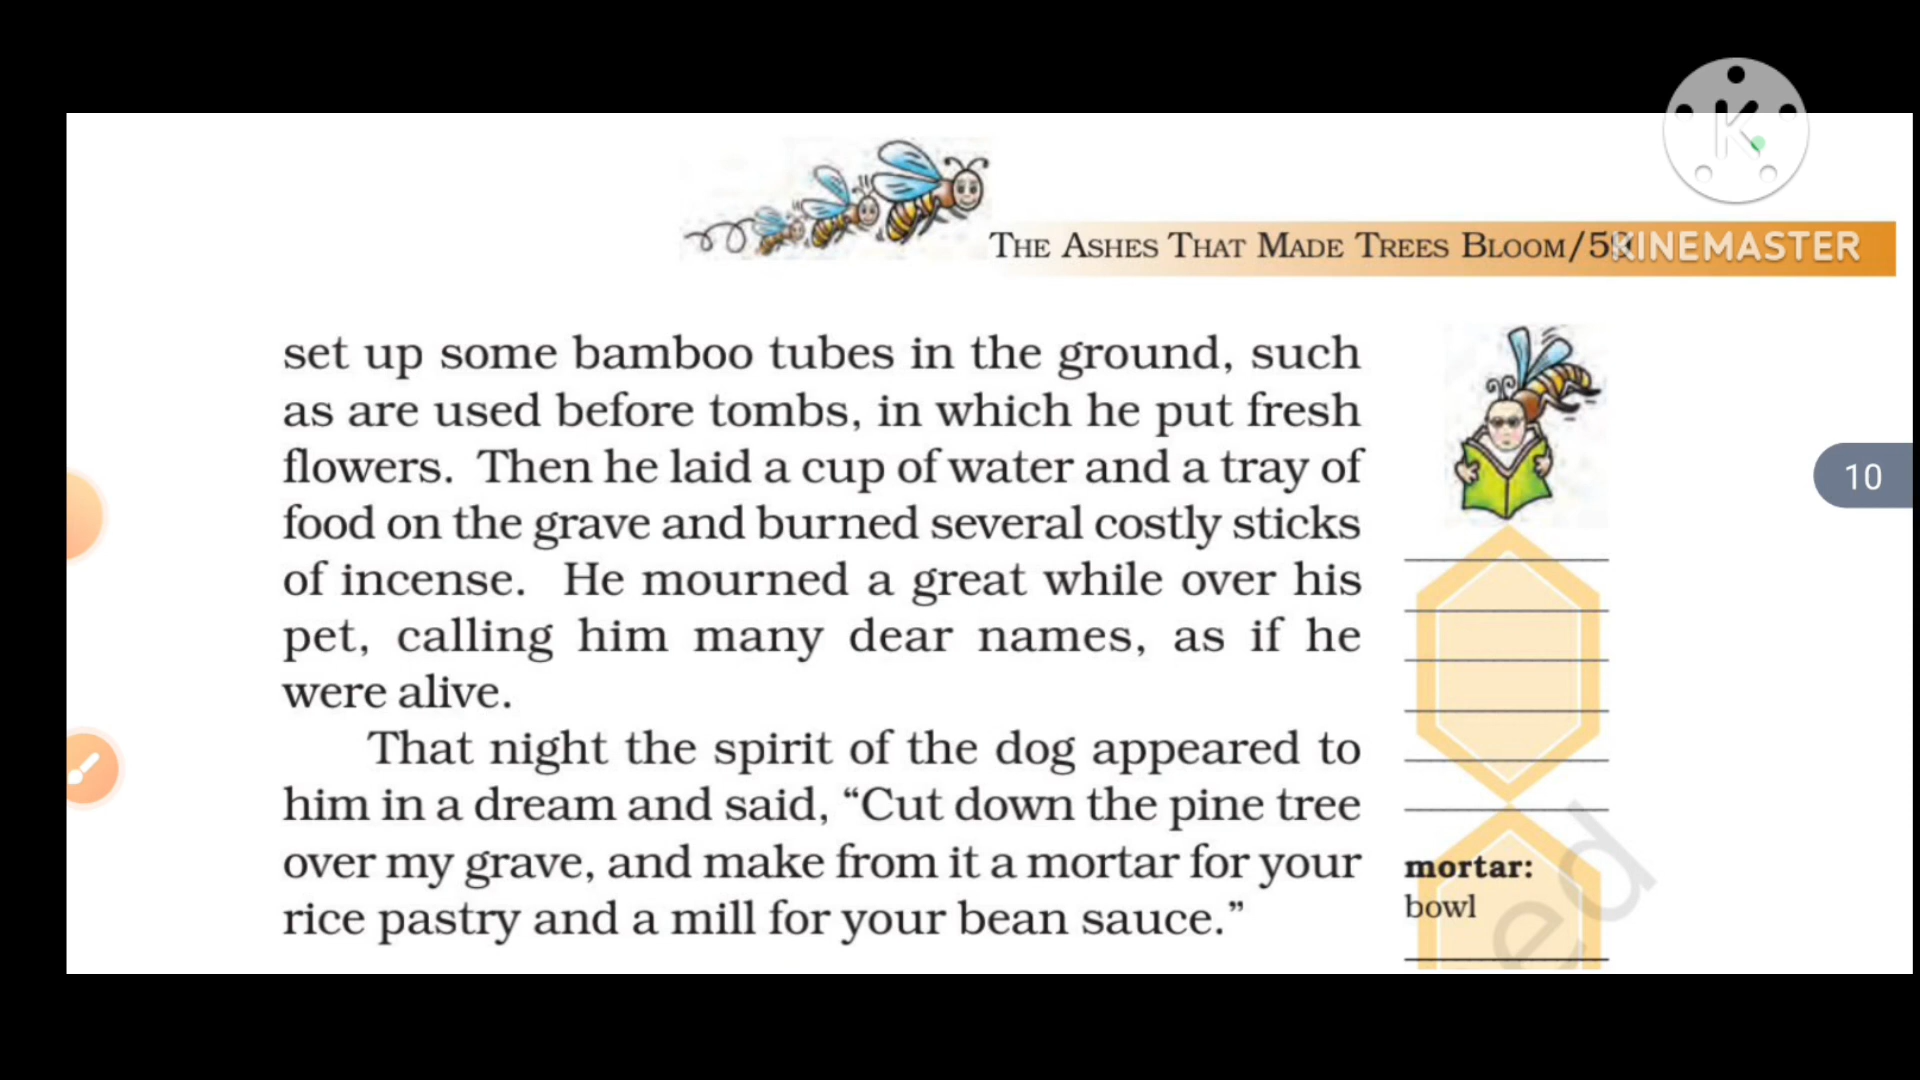 THE ASHES THAT MADE TREES BLOOM/59
KINEMASTER
set up some bamboo tubes in the ground, such
as are used before tombs, in which he put fresh
flowers. Then he laid a cup of water and a tray of
food on the grave and burned several costly sticks
of incense. He mourned a great while over his
pet, calling him many dear names, as if he
were alive.
That night the spirit of the dog appeared to
him in a dream and said, “Cut down the pine tree
over my grave, and make from it a mortar for your
rice pastry and a mill for your bean sauce.”
10
mortar:
bowl
ed
K